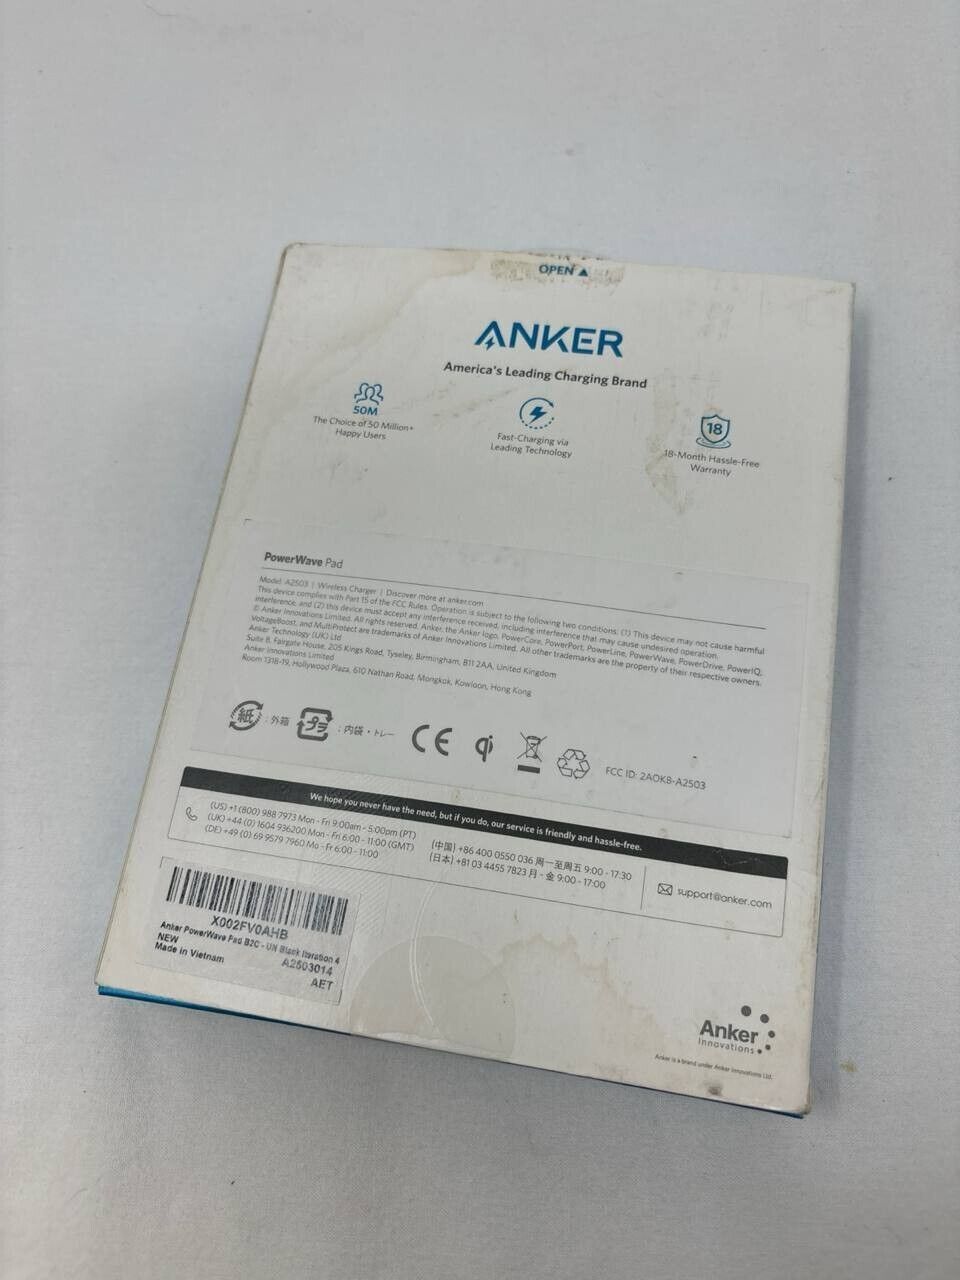 OPEN ▲
ANKER
America's Leading Charging Brand
50M
The Choice of 50 Million+
Happy Users
Fast-Charging via
Leading Technology
18
18-Month Hassle-Free
Warranty
PowerWave Pad
Model: A2503 | Wireless Charger | Discover more at anker.com
This device complies with Part 15 of the FCC Rules. Operation is subject to the following two conditions: (1) This device may not cause harmful
interference, and (2) this device must accept any interference received, including interference that may cause undesired operation.
© Anker Innovations Limited. All rights reserved. Anker, the Anker logo, PowerCore, PowerPort, PowerLine, PowerWave, PowerDrive, PowerIQ,
VoltageBoost, and MultiProtect are trademarks of Anker Innovations Limited. All other trademarks are the property of their respective owners.
Anker Technology (UK) Ltd
Suite B, Fairgate House, 205 Kings Road, Tyseley, Birmingham, B11 2AA, United Kingdom
Anker Innovations Limited
Room 1318-19, Hollywood Plaza, 610 Nathan Road, Mongkok, Kowloon, Hong Kong
紙 : 外箱 プラ : 内袋・トレー CE qi FCC ID: 2AOKB-A2503
We hope you never have the need, but if you do, our service is friendly and hassle-free.
(US) +1 (800) 988 7973 Mon - Fri 9:00am - 5:00pm (PT)
(UK) +44 (0) 1604 936200 Mon - Fri 6:00 - 11:00 (GMT)
(DE) +49 (0) 69 9579 7960 Mo - Fr 6:00 - 11:00
(中国) +86 400 0550 036 周一至周五 9:00 - 17:30
(日本) +81 03 4455 7823 月 - 金 9:00 - 17:00
support@anker.com
X002FV0AHB
Anker PowerWave Pad B2C - UN Black Iteration 4
NEW
A2503014
Made in Vietnam
AET
Anker
Innovations
Anker is a brand under Anker Innovations Ltd.